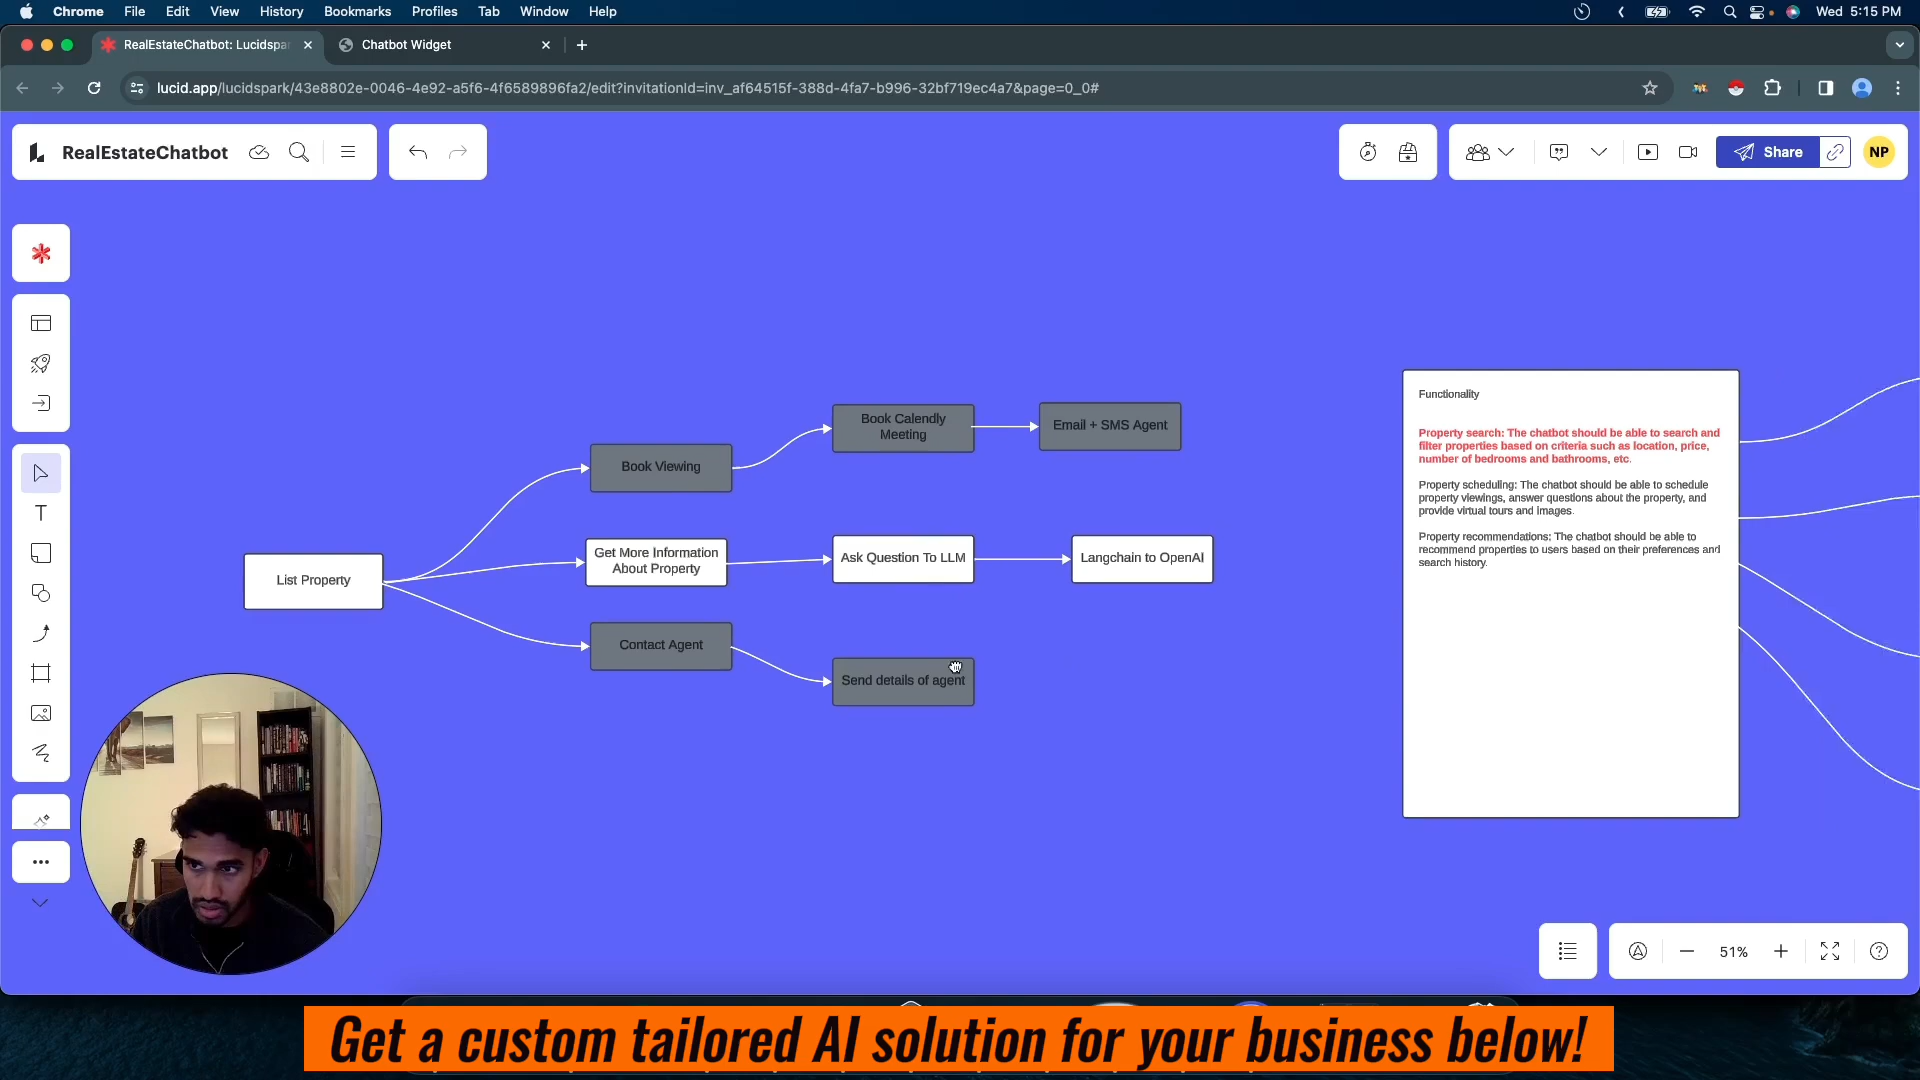 Chrome File Edit View History Bookmarks Profiles Tab Window Help Wed 5:15 PM
RealEstateChatbot: Lucidspar Chatbot Widget
lucid.app/lucidspark/43e8802e-0046-4e92-a5f6-4f6589896fa2/edit?invitationId=inv_af64515f-388d-4fa7-b996-32bf719ec4a7&page=0_0#
RealEstateChatbot
Share
NP
Book Calendly
Meeting
Email + SMS Agent
Book Viewing
Get More Information
About Property
Ask Question To LLM
Langchain to OpenAI
List Property
Contact Agent
Send details of agent
Functionality
Property search: The chatbot should be able to search and
filter properties based on criteria such as location, price,
number of bedrooms and bathrooms, etc.
Property scheduling: The chatbot should be able to schedule
property viewings, answer questions about the property, and
provide virtual tours and images.
Property recommendations: The chatbot should be able to
recommend properties to users based on their preferences and
search history.
51%
Get a custom tailored AI solution for your business below!